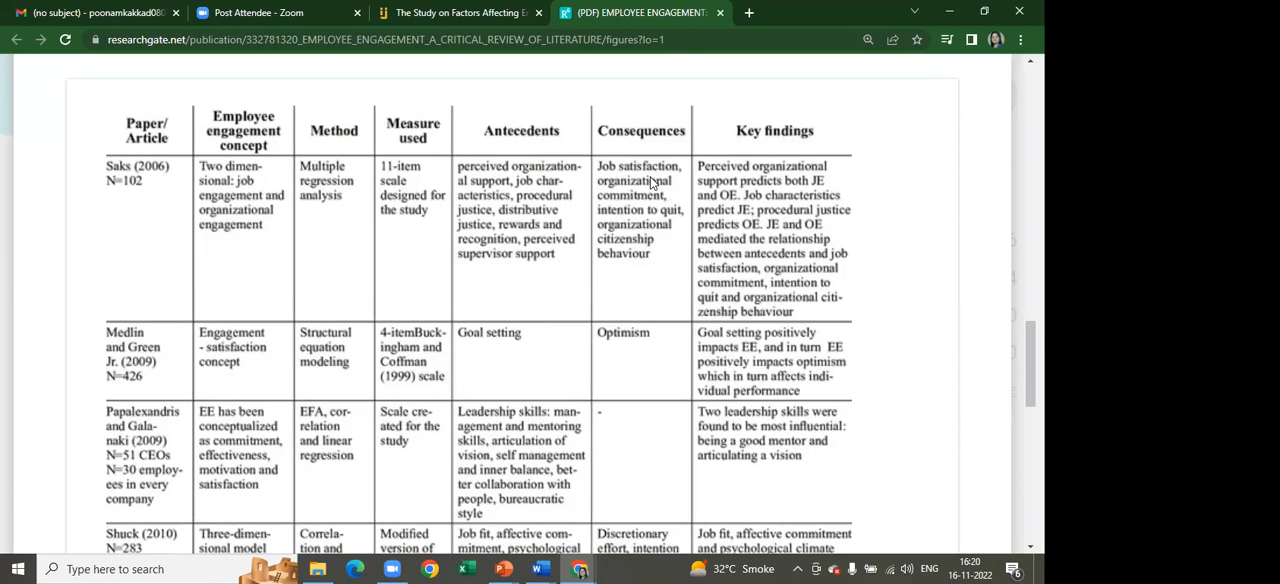 (no subject) - poonamkakkad080
Post Attendee - Zoom
The Study on Factors Affecting E
(PDF) EMPLOYEE ENGAGEMENT:
researchgate.net/publication/332781320_EMPLOYEE_ENGAGEMENT_A_CRITICAL_REVIEW_OF_LITERATURE/figures?lo=1
Paper/
Article
Employee
engagement
concept
Method
Measure
used
Antecedents
Consequences
Key findings
Saks (2006)
N=102
Two dimen-
sional: job
engagement and
organizational
engagement
Multiple
regression
analysis
11-item
scale
designed for
the study
perceived organization-
al support, job char-
acteristics, procedural
justice, distributive
justice, rewards and
recognition, perceived
supervisor support
Job satisfaction,
organizational
commitment,
intention to quit,
organizational
citizenship
behaviour
Perceived organizational
support predicts both JE
and OE. Job characteristics
predict JE; procedural justice
predicts OE. JE and OE
mediated the relationship
between antecedents and job
satisfaction, organizational
commitment, intention to
quit and organizational citi-
zenship behaviour
Medlin
and Green
Jr. (2009)
N=426
Engagement
- satisfaction
concept
Structural
equation
modeling
4-itemBuck-
ingham and
Coffman
(1999) scale
Goal setting
Optimism
Goal setting positively
impacts EE, and in turn EE
positively impacts optimism
which in turn affects indi-
vidual performance
Papalexandris
and Gala-
naki (2009)
N=51 CEOs
N=30 employ-
ees in every
company
EE has been
conceptualized
as commitment,
effectiveness,
motivation and
satisfaction
EFA, cor-
relation
and linear
regression
Scale cre-
ated for the
study
Leadership skills: man-
agement and mentoring
skills, articulation of
vision, self management
and inner balance, bet-
ter collaboration with
people, bureaucratic
style
-
Two leadership skills were
found to be most influential:
being a good mentor and
articulating a vision
Shuck (2010)
N=283
Three-dimen-
sional model
Correla-
tion and
Modified
version of
Job fit, affective com-
mitment, psychological
Discretionary
effort, intention
Job fit, affective commitment
and psychological climate
Type here to search
32°C Smoke
ENG
16:20
16-11-2022
6